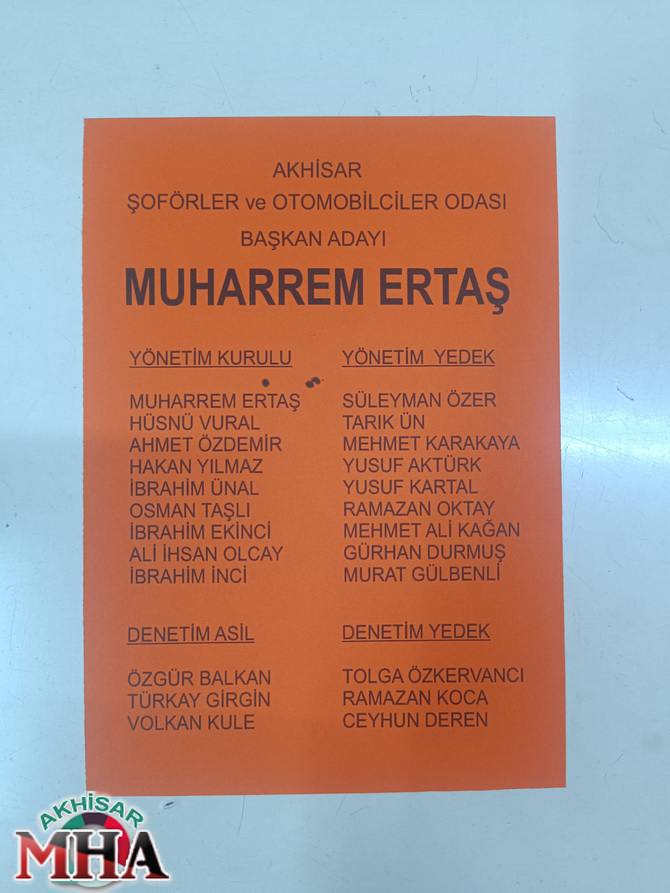 AKHİSAR
ŞOFÖRLER ve OTOMOBİLCİLER ODASI
BAŞKAN ADAYI
MUHARREM ERTAŞ
YÖNETİM KURULU
MUHARREM ERTAŞ
HÜSNÜ VURAL
AHMET ÖZDEMİR
HAKAN YILMAZ
İBRAHİM ÜNAL
OSMAN TAŞLI
İBRAHİM EKİNCİ
ALİ İHSAN OLCAY
İBRAHİM İNCİ
YÖNETİM YEDEK
SÜLEYMAN ÖZER
TARIK ÜN
MEHMET KARAKAYA
YUSUF AKTÜRK
YUSUF KARTAL
RAMAZAN OKTAY
MEHMET ALİ KAĞAN
GÜRHAN DURMUŞ
MURAT GÜLBENLİ
DENETİM ASİL
ÖZGÜR BALKAN
TÜRKAY GİRGİN
VOLKAN KULE
DENETİM YEDEK
TOLGA ÖZKERVANCI
RAMAZAN KOCA
CEYHUN DEREN
AKHİSAR
MHA